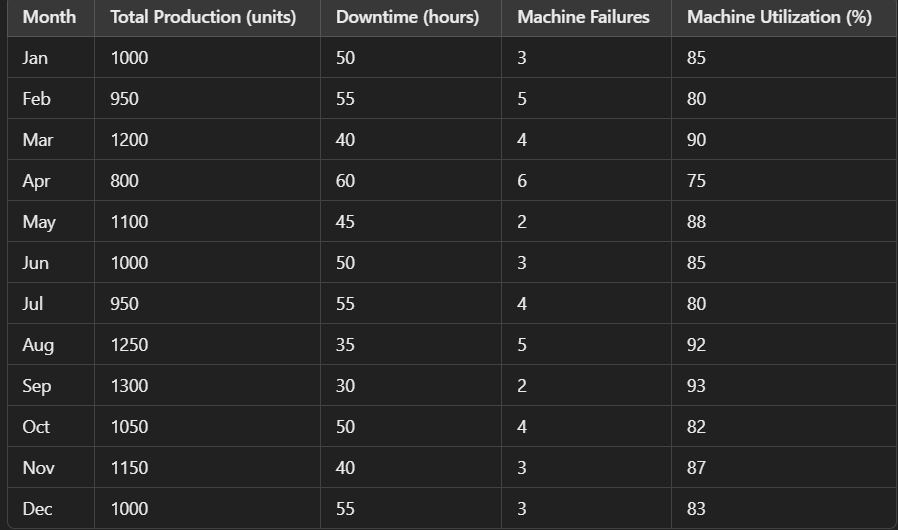 Month Total Production (units) Downtime (hours) Machine Failures Machine Utilization (%)
Jan 1000 50 3 85
Feb 950 55 5 80
Mar 1200 40 4 90
Apr 800 60 6 75
May 1100 45 2 88
Jun 1000 50 3 85
Jul 950 55 4 80
Aug 1250 35 5 92
Sep 1300 30 2 93
Oct 1050 50 4 82
Nov 1150 40 3 87
Dec 1000 55 3 83